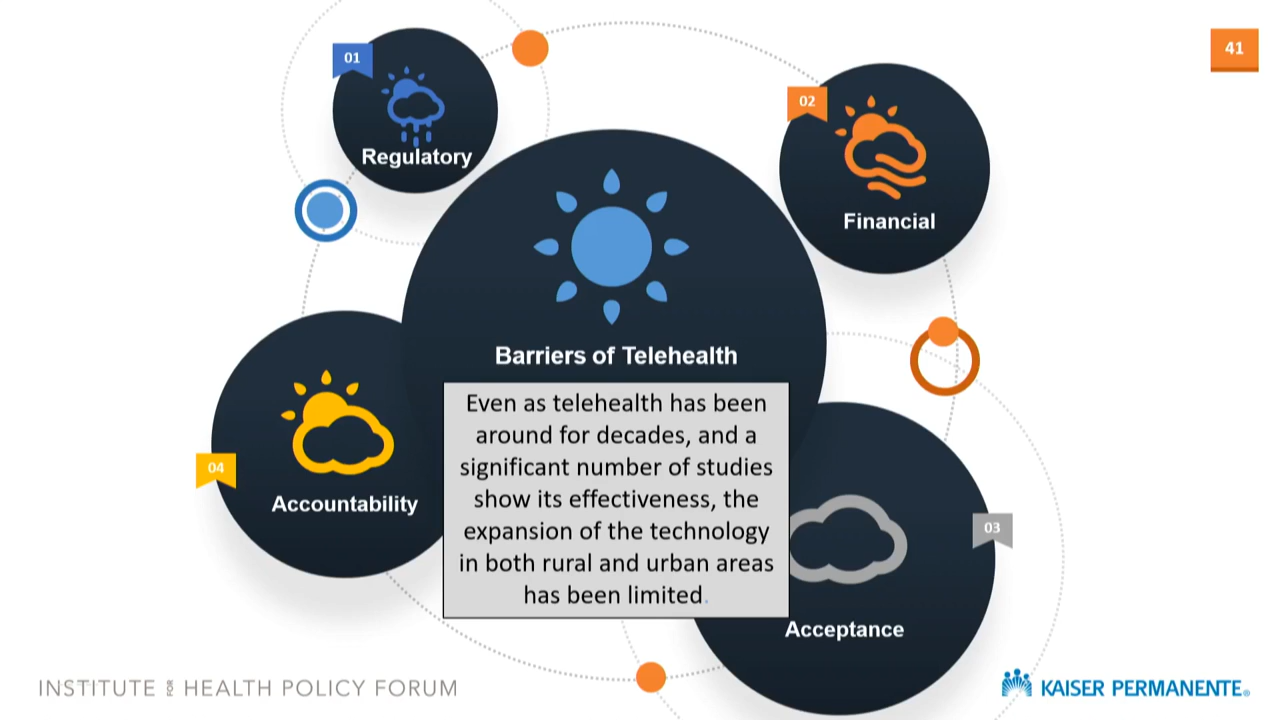 41
01
Regulatory
02
Financial
Barriers of Telehealth
Even as telehealth has been
around for decades, and a
significant number of studies
show its effectiveness, the
expansion of the technology
in both rural and urban areas
has been limited.
04
Accountability
03
Acceptance
INSTITUTE FOR HEALTH POLICY FORUM
KAISER PERMANENTE®